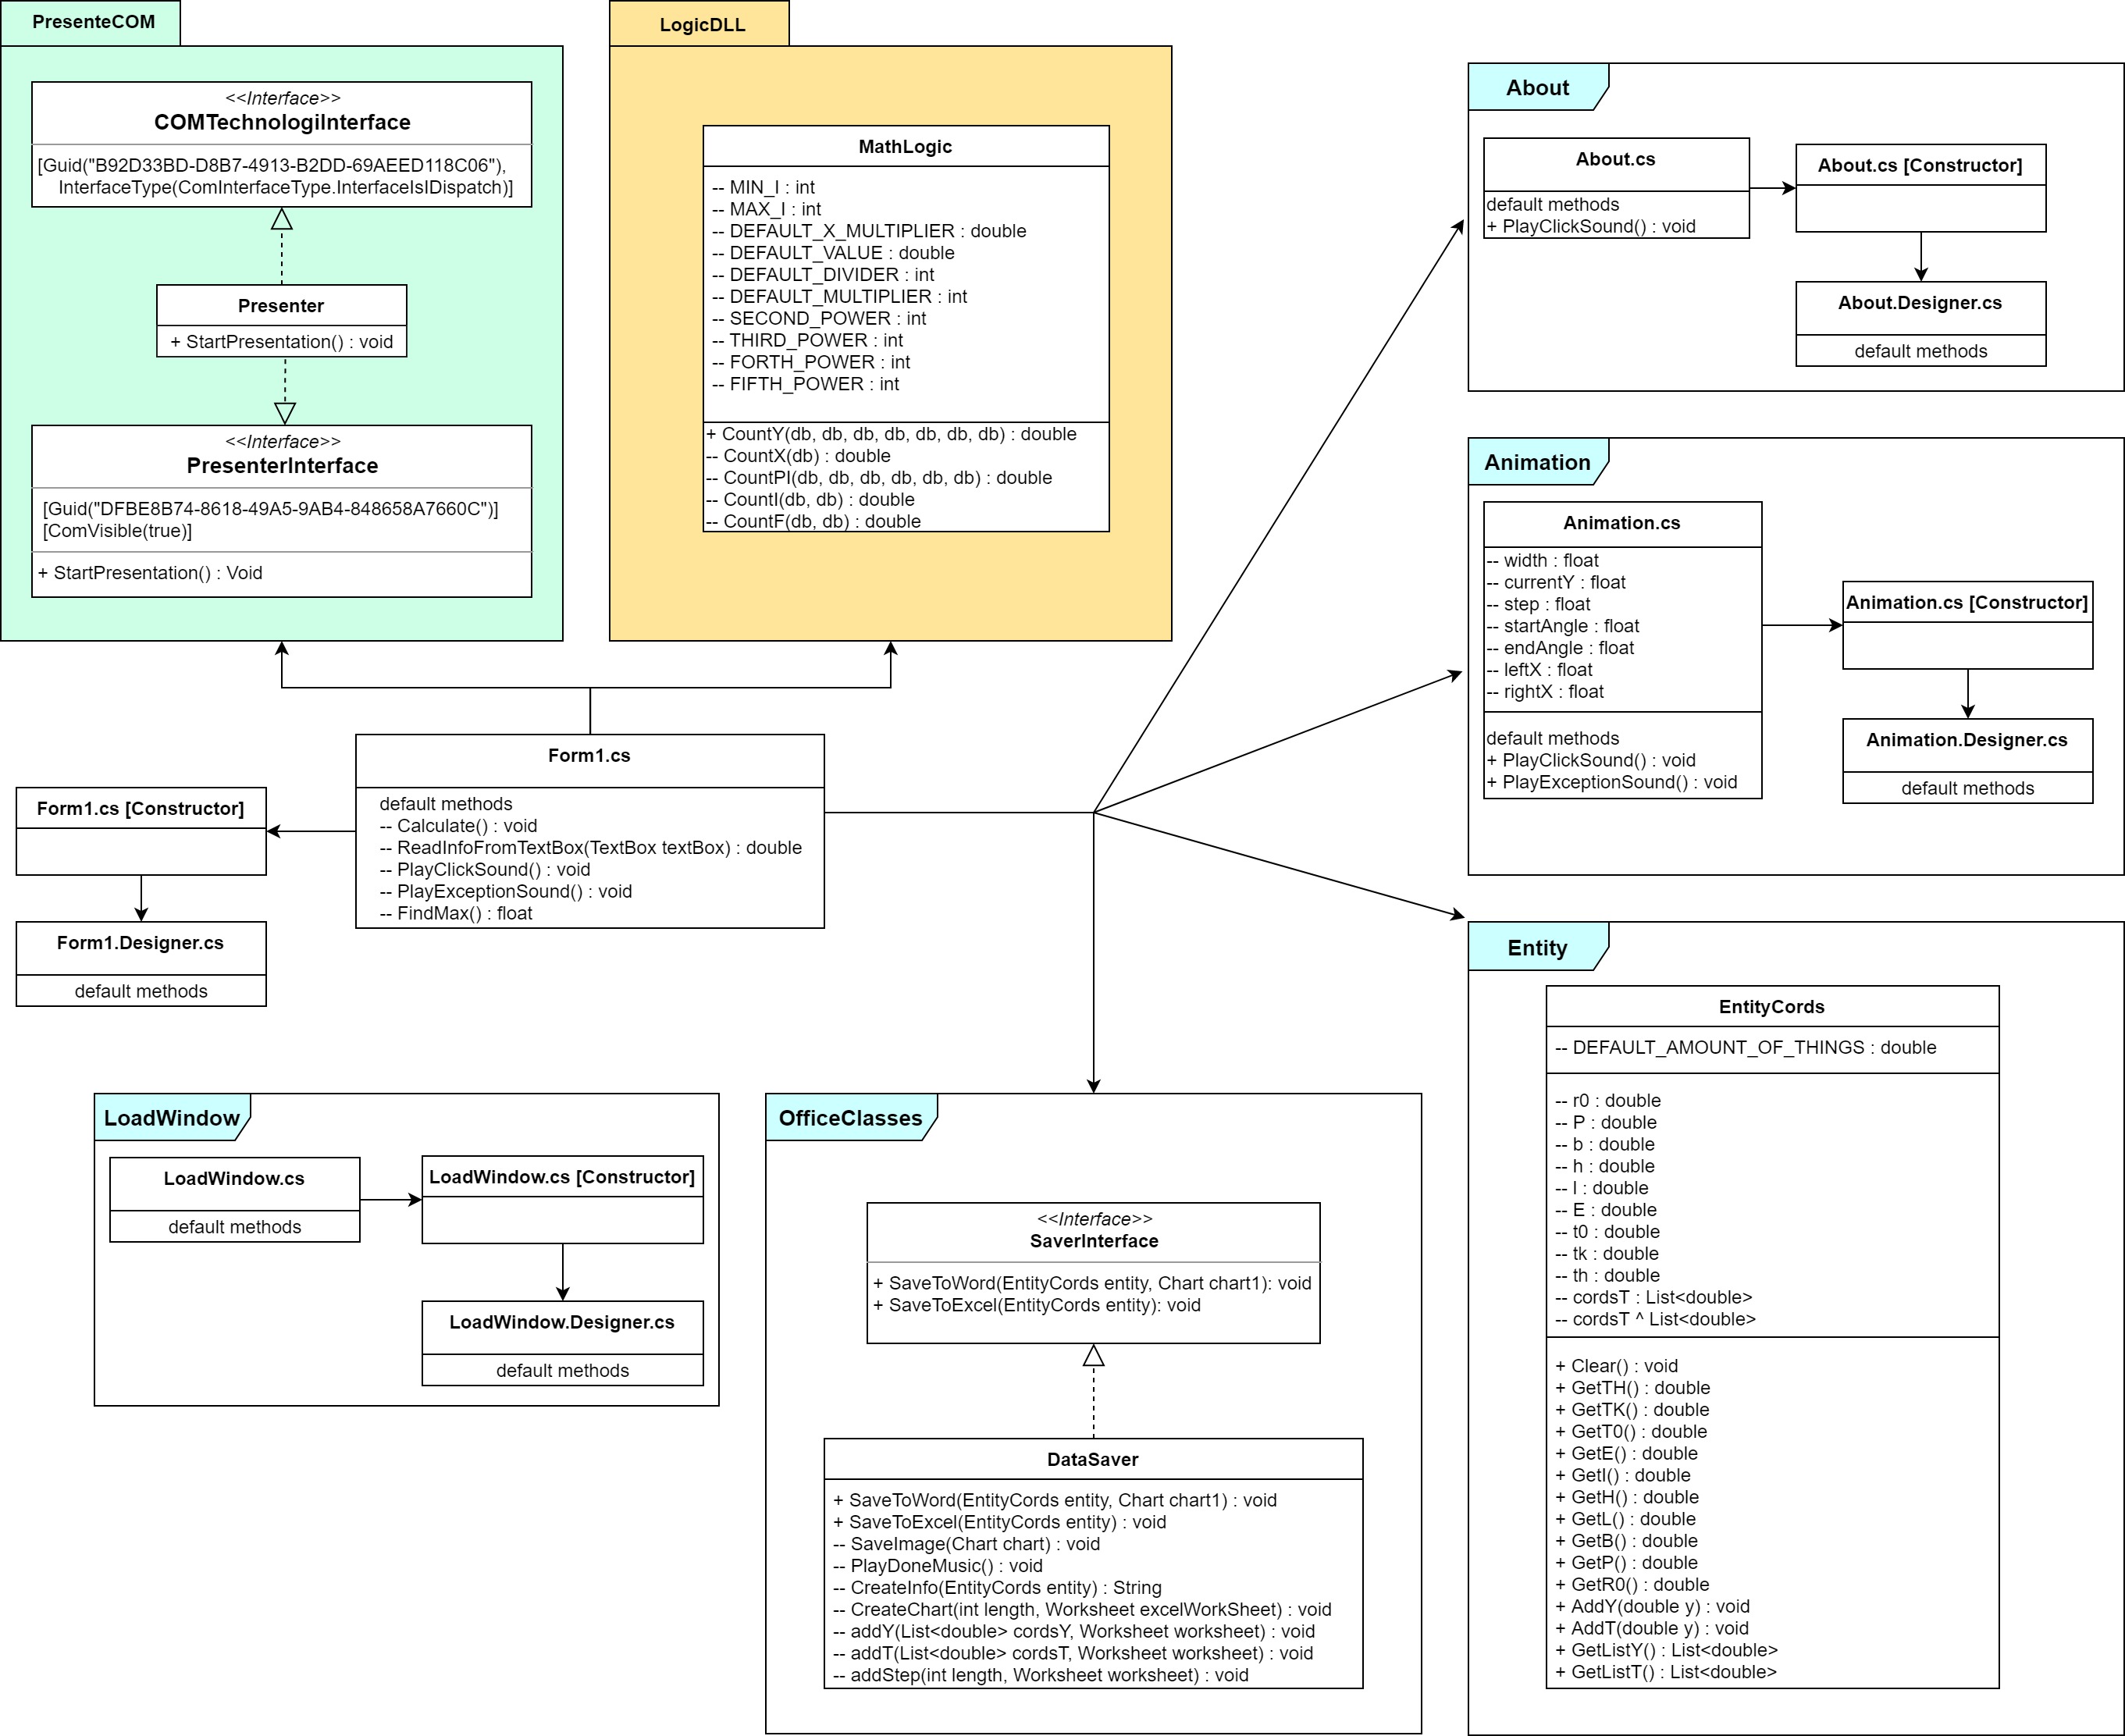 PresenteCOM
<<Interface>>
COMTechnologiInterface
[Guid("B92D33BD-D8B7-4913-B2DD-69AEED118C06"),
InterfaceType(ComInterfaceType.InterfaceIsIDispatch)]
Presenter
+ StartPresentation() : void
<<Interface>>
PresenterInterface
[Guid("DFBE8B74-8618-49A5-9AB4-848658A7660C")]
[ComVisible(true)]
+ StartPresentation() : Void
LogicDLL
MathLogic
-- MIN_I : int
-- MAX_I : int
-- DEFAULT_X_MULTIPLIER : double
-- DEFAULT_VALUE : double
-- DEFAULT_DIVIDER : int
-- DEFAULT_MULTIPLIER : int
-- SECOND_POWER : int
-- THIRD_POWER : int
-- FORTH_POWER : int
-- FIFTH_POWER : int
+ CountY(db, db, db, db, db, db, db) : double
-- CountX(db) : double
-- CountPI(db, db, db, db, db, db) : double
-- CountI(db, db) : double
-- CountF(db, db) : double
About
About.cs
default methods
+ PlayClickSound() : void
About.cs [Constructor]
About.Designer.cs
default methods
Animation
Animation.cs
-- width : float
-- currentY : float
-- step : float
-- startAngle : float
-- endAngle : float
-- leftX : float
-- rightX : float
default methods
+ PlayClickSound() : void
+ PlayExceptionSound() : void
Animation.cs [Constructor]
Animation.Designer.cs
default methods
Form1.cs
default methods
-- Calculate() : void
-- ReadInfoFromTextBox(TextBox textBox) : double
-- PlayClickSound() : void
-- PlayExceptionSound() : void
-- FindMax() : float
Form1.cs [Constructor]
Form1.Designer.cs
default methods
Entity
EntityCords
-- DEFAULT_AMOUNT_OF_THINGS : double
-- r0 : double
-- P : double
-- b : double
-- h : double
-- l : double
-- E : double
-- t0 : double
-- tk : double
-- th : double
-- cordsT : List<double>
-- cordsT ^ List<double>
+ Clear() : void
+ GetTH() : double
+ GetTK() : double
+ GetT0() : double
+ GetE() : double
+ GetI() : double
+ GetH() : double
+ GetL() : double
+ GetB() : double
+ GetP() : double
+ GetR0() : double
+ AddY(double y) : void
+ AddT(double y) : void
+ GetListY() : List<double>
+ GetListT() : List<double>
LoadWindow
LoadWindow.cs
default methods
LoadWindow.cs [Constructor]
LoadWindow.Designer.cs
default methods
OfficeClasses
<<Interface>>
SaverInterface
+ SaveToWord(EntityCords entity, Chart chart1): void
+ SaveToExcel(EntityCords entity): void
DataSaver
+ SaveToWord(EntityCords entity, Chart chart1) : void
+ SaveToExcel(EntityCords entity) : void
-- SaveImage(Chart chart) : void
-- PlayDoneMusic() : void
-- CreateInfo(EntityCords entity) : String
-- CreateChart(int length, Worksheet excelWorkSheet) : void
-- addY(List<double> cordsY, Worksheet worksheet) : void
-- addT(List<double> cordsT, Worksheet worksheet) : void
-- addStep(int length, Worksheet worksheet) : void